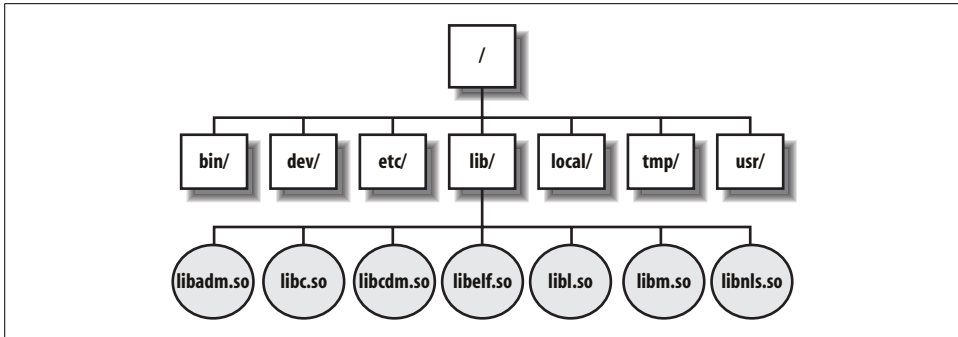 /
bin/ dev/ etc/ lib/ local/ tmp/ usr/
libadm.so libc.so libcdm.so libelf.so libl.so libm.so libnls.so